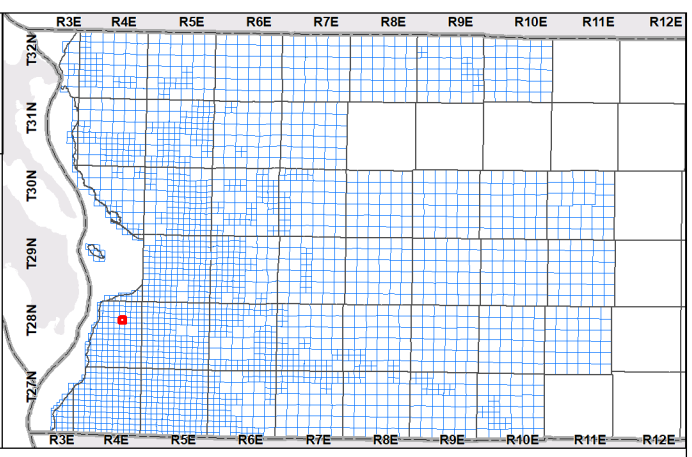 R3E R4E R5E R6E R7E R8E R9E R10E R11E R12E
T32N
T31N
T30N
T29N
T28N
T27N
R3E R4E R5E R6E R7E R8E R9E R10E R11E R12E